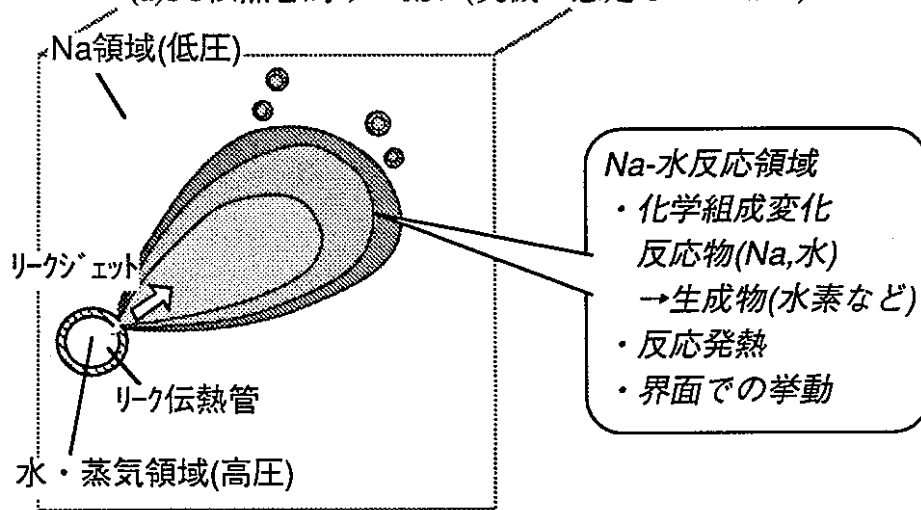 Na領域(低圧)
リークジェット
リーク伝熱管
水・蒸気領域(高圧)
Na-水反応領域
・化学組成変化
反応物(Na,水)
→生成物(水素など)
・反応発熱
・界面での挙動